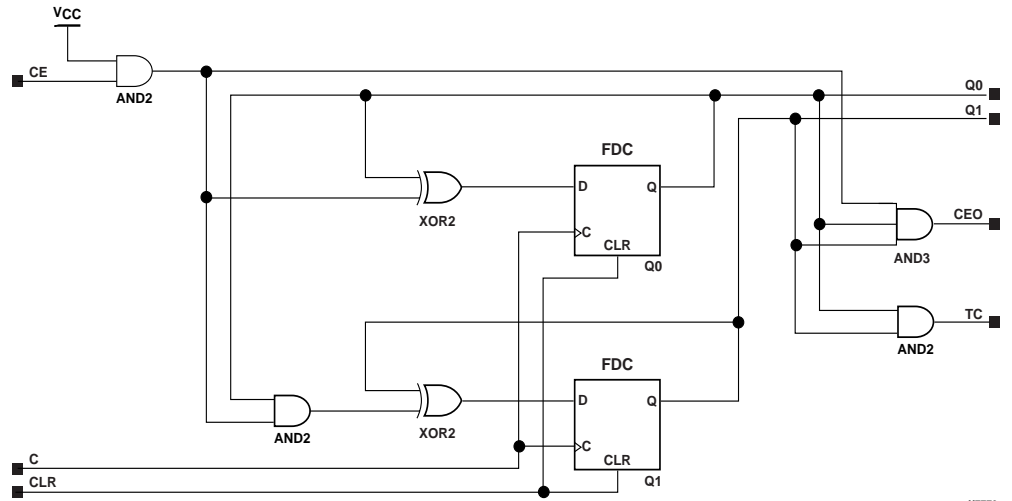 VCC
CE
AND2
Q0
Q1
FDC
D
Q
XOR2
C
CLR
Q0
CEO
AND3
TC
AND2
FDC
D
Q
XOR2
AND2
C
CLR
Q1
C
CLR